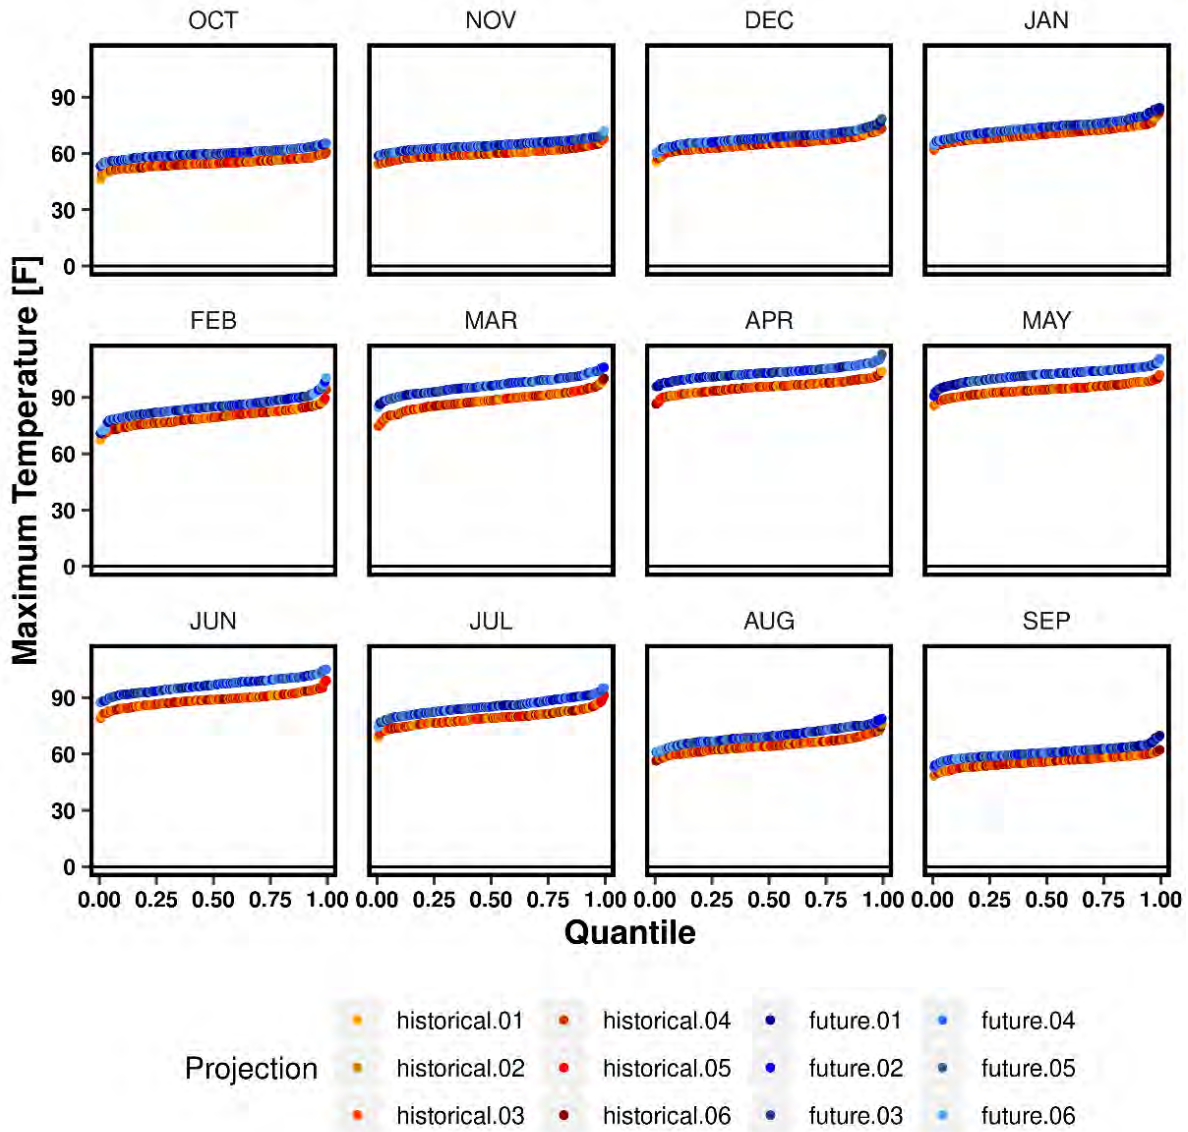 OCT NOV DEC JAN
90
60
30
0
FEB MAR APR MAY
90
60
30
0
JUN JUL AUG SEP
90
60
30
0
Maximum Temperature [F]
0.00 0.25 0.50 0.75 1.00 0.00 0.25 0.50 0.75 1.00 0.00 0.25 0.50 0.75 1.00 0.00 0.25 0.50 0.75 1.00
Quantile
historical.01 historical.04 future.01 future.04
Projection historical.02 historical.05 future.02 future.05
historical.03 historical.06 future.03 future.06